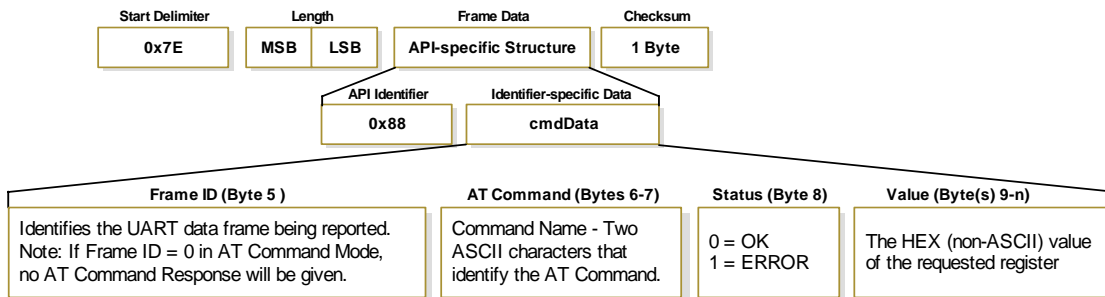 Start Delimiter Length Frame Data Checksum
0x7E MSB LSB API-specific Structure 1 Byte
API Identifier Identifier-specific Data
0x88 cmdData
Frame ID (Byte 5 )
Identifies the UART data frame being reported.
Note: If Frame ID = 0 in AT Command Mode,
no AT Command Response will be given.
AT Command (Bytes 6-7)
Command Name - Two
ASCII characters that
identify the AT Command.
Status (Byte 8)
0 = OK
1 = ERROR
Value (Byte(s) 9-n)
The HEX (non-ASCII) value
of the requested register